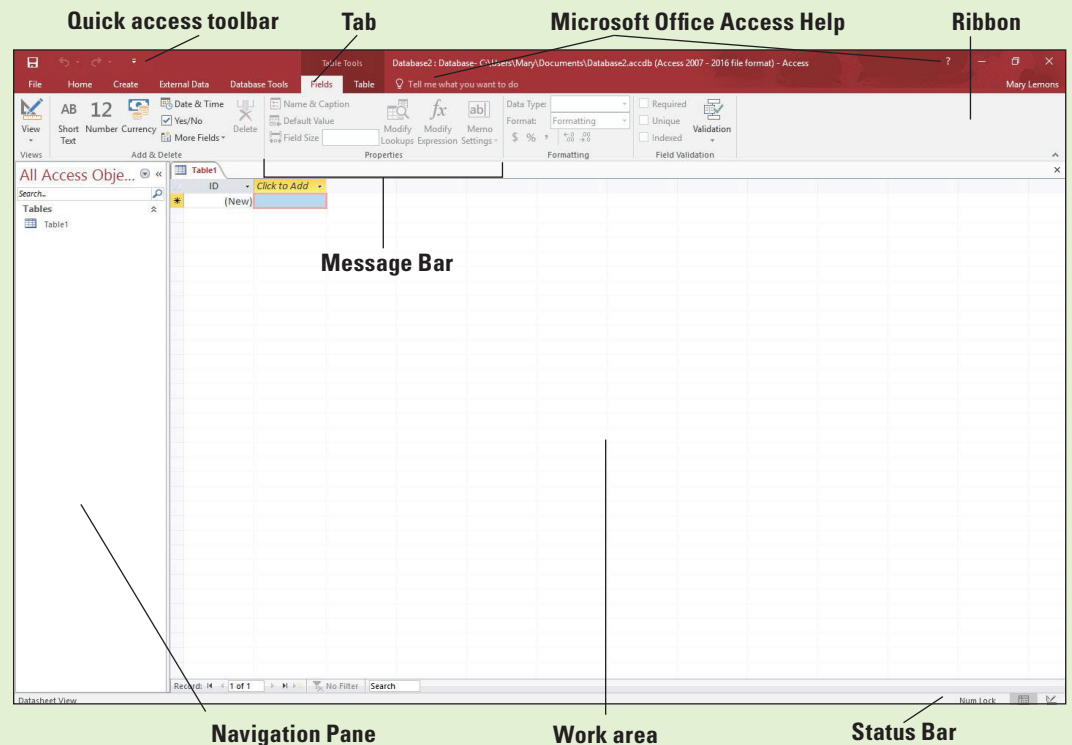 Quick access toolbar
Tab
Microsoft Office Access Help
Ribbon
Table Tools
Database2 : Database- C:\Users\Mary\Documents\Database2.accdb (Access 2007 - 2016 file format) - Access
?
File Home Create External Data Database Tools Fields Table Tell me what you want to do
Mary Lemons
View
AB Short Text
12 Number
Currency
Date & Time
Yes/No
More Fields
Delete
Name & Caption
Default Value
Field Size
Modify Lookups
fx Modify Expression
ab Memo Settings
Data Type:
Format: Formatting
$ % ,
Required
Unique
Indexed
Validation
Views
Add & Delete
Properties
Formatting
Field Validation
All Access Obje...
Search..
Tables
Table1
Table1
ID Click to Add
(New)
Message Bar
Record: 1 of 1 No Filter Search
Datasheet View
Num Lock
Navigation Pane
Work area
Status Bar